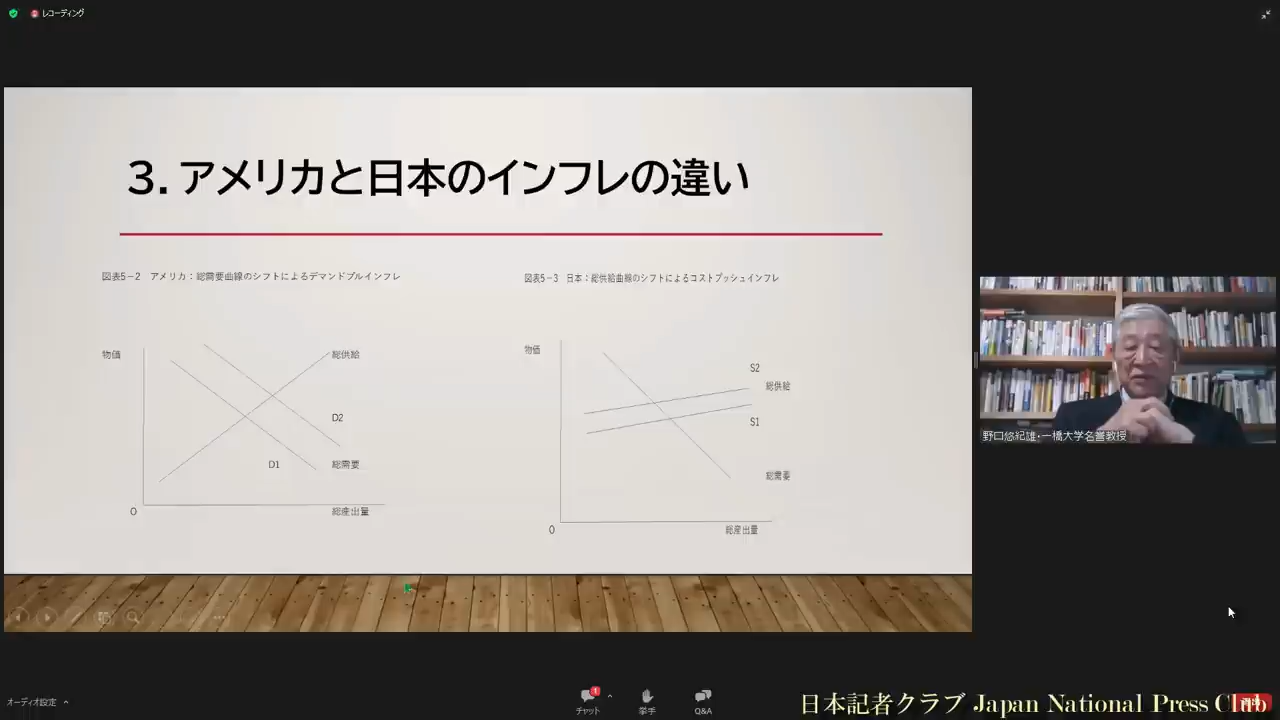 レコーディング
3. アメリカと日本のインフレの違い
図表5-2 アメリカ:総需要曲線のシフトによるデマンドプルインフレ
図表5-3 日本:総供給曲線のシフトによるコストプッシュインフレ
物価
総供給
D2
D1
総需要
O
総産出量
物価
S2
総供給
S1
総需要
O
総産出量
野口悠紀雄・一橋大学名誉教授
オーディオ設定
1
チャット
挙手
Q&A
日本記者クラブ Japan National Press Club